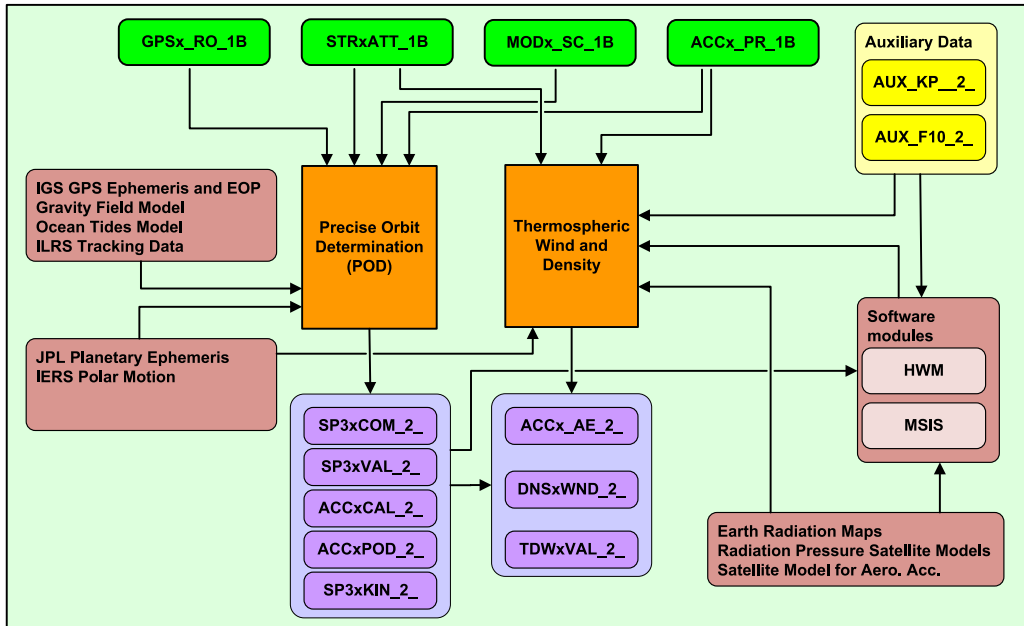 GPSx_RO_1B
STRxATT_1B
MODx_SC_1B
ACCx_PR_1B
Auxiliary Data
AUX_KP__2_
AUX_F10_2_
IGS GPS Ephemeris and EOP
Gravity Field Model
Ocean Tides Model
ILRS Tracking Data
Precise Orbit
Determination
(POD)
Thermospheric
Wind and
Density
JPL Planetary Ephemeris
IERS Polar Motion
Software
modules
HWM
MSIS
SP3xCOM_2_
SP3xVAL_2_
ACCxCAL_2_
ACCxPOD_2_
SP3xKIN_2_
ACCx_AE_2_
DNSxWND_2_
TDWxVAL_2_
Earth Radiation Maps
Radiation Pressure Satellite Models
Satellite Model for Aero. Acc.